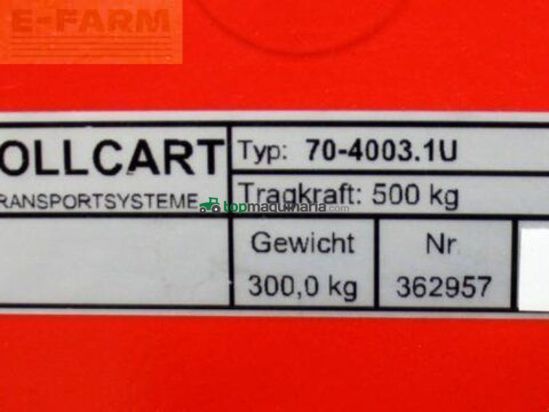 E-FARM
OLLCART
Typ: 70-4003.1U
RANSPORTSYSTEME
Tragkraft: 500 kg
topmaquinaria.com
Gewicht
Nr
300,0 kg
362957